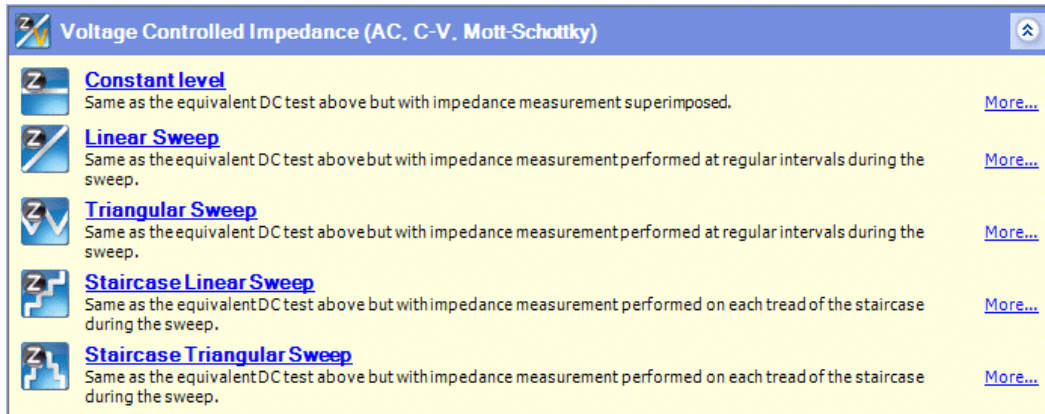 Voltage Controlled Impedance (AC, C-V, Mott-Schottky)
Z
Constant level
Same as the equivalent DC test above but with impedance measurement superimposed. More...
Z
Linear Sweep
Same as the equivalent DC test above but with impedance measurement performed at regular intervals during the More...
sweep.
Z
Triangular Sweep
Same as the equivalent DC test above but with impedance measurement performed at regular intervals during the More...
sweep.
Z
Staircase Linear Sweep
Same as the equivalent DC test above but with impedance measurement performed on each tread of the staircase More...
during the sweep.
Z
Staircase Triangular Sweep
Same as the equivalent DC test above but with impedance measurement performed on each tread of the staircase More...
during the sweep.